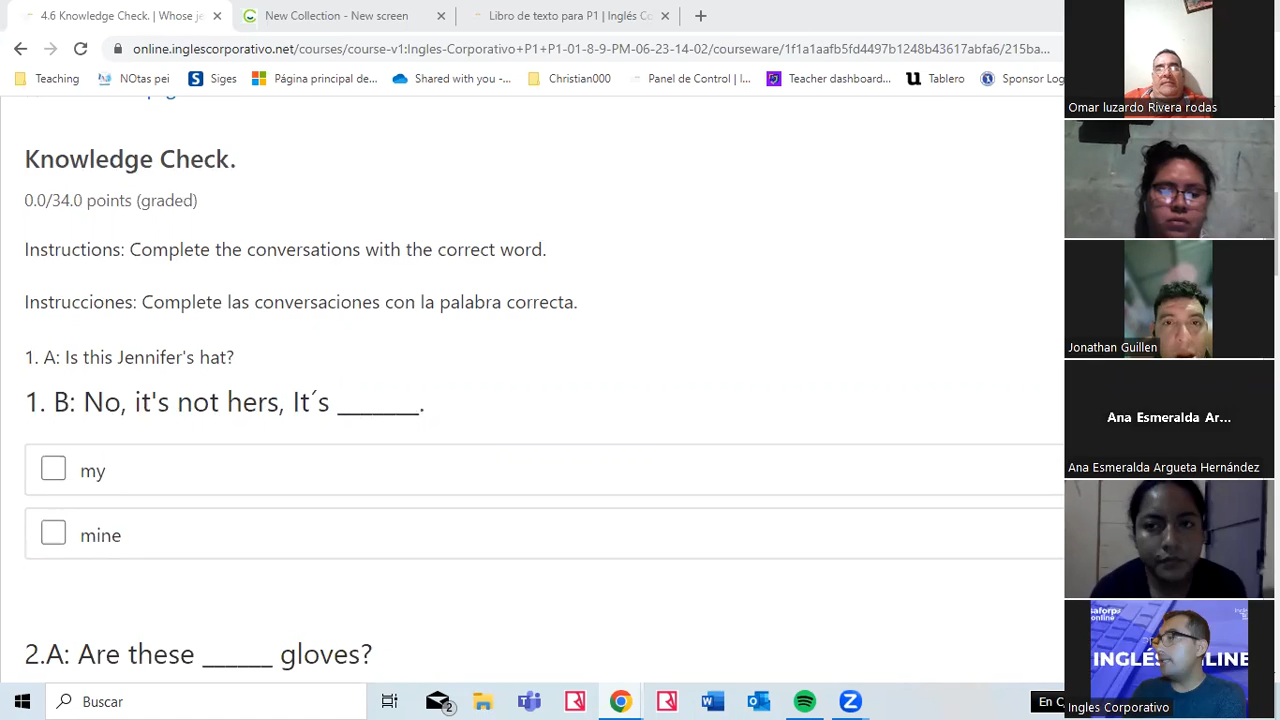 4.6 Knowledge Check. | Whose je
New Collection - New screen
Libro de texto para P1 | Inglés Co
online.inglescorporativo.net/courses/course-v1:Ingles-Corporativo+P1+P1-01-8-9-PM-06-23-14-02/courseware/1f1a1aafb5fd4497b1248b43617abfa6/215ba...
Teaching
NOtas pei
Siges
Página principal de...
Shared with you -...
Christian000
Panel de Control | I...
Teacher dashboard...
Tablero
Sponsor Log
Knowledge Check.
0.0/34.0 points (graded)
Instructions: Complete the conversations with the correct word.
Instrucciones: Complete las conversaciones con la palabra correcta.
1. A: Is this Jennifer's hat?
1. B: No, it's not hers, It´s _______.
my
mine
2.A: Are these ______ gloves?
Buscar
2
En C
Omar luzardo Rivera rodas
Jonathan Guillen
Ana Esmeralda Ar...
Ana Esmeralda Argueta Hernández
INGLÉS
LINE
Ingles Corporativo